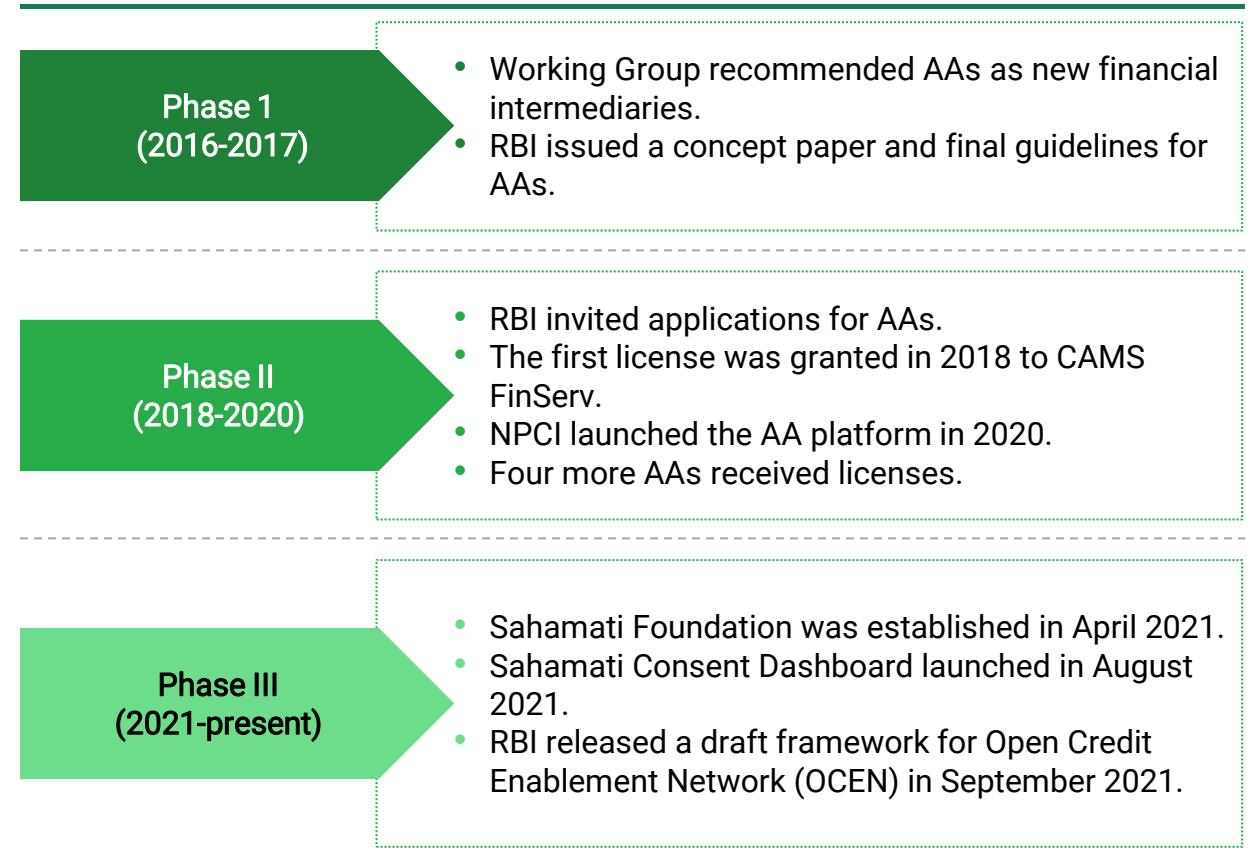 Phase 1
(2016-2017)
• Working Group recommended AAs as new financial
intermediaries.
• RBI issued a concept paper and final guidelines for
AAs.
Phase II
(2018-2020)
• RBI invited applications for AAs.
• The first license was granted in 2018 to CAMS
FinServ.
• NPCI launched the AA platform in 2020.
• Four more AAs received licenses.
Phase III
(2021-present)
• Sahamati Foundation was established in April 2021.
• Sahamati Consent Dashboard launched in August
2021.
• RBI released a draft framework for Open Credit
Enablement Network (OCEN) in September 2021.